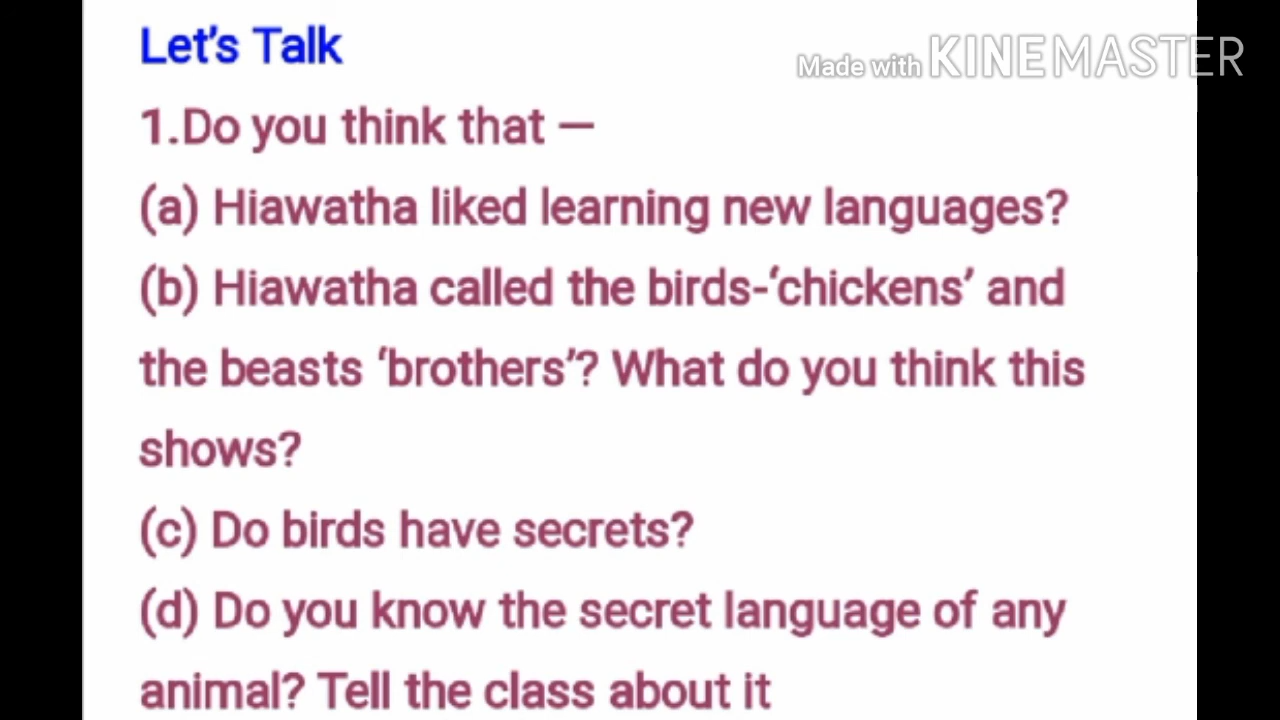 Let's Talk
Made with KINEMASTER
1.Do you think that —
(a) Hiawatha liked learning new languages?
(b) Hiawatha called the birds-‘chickens’ and
the beasts ‘brothers’? What do you think this
shows?
(c) Do birds have secrets?
(d) Do you know the secret language of any
animal? Tell the class about it